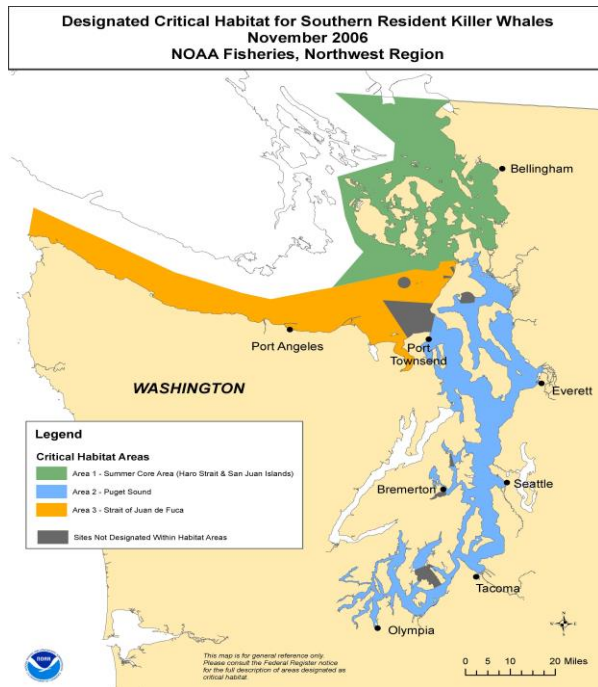 Designated Critical Habitat for Southern Resident Killer Whales
November 2006
NOAA Fisheries, Northwest Region
Bellingham
Port Angeles
Port
Townsend
WASHINGTON
Everett
Legend
Critical Habitat Areas
Area 1 - Summer Core Area (Haro Strait & San Juan Islands)
Area 2 - Puget Sound
Area 3 - Strait of Juan de Fuca
Sites Not Designated Within Habitat Areas
Bremerton
Seattle
Tacoma
Olympia
NOAA
This map is for general reference only.
Please consult the Federal Register notice
for the full description of areas designated as
critical habitat.
0 5 10 20 Miles